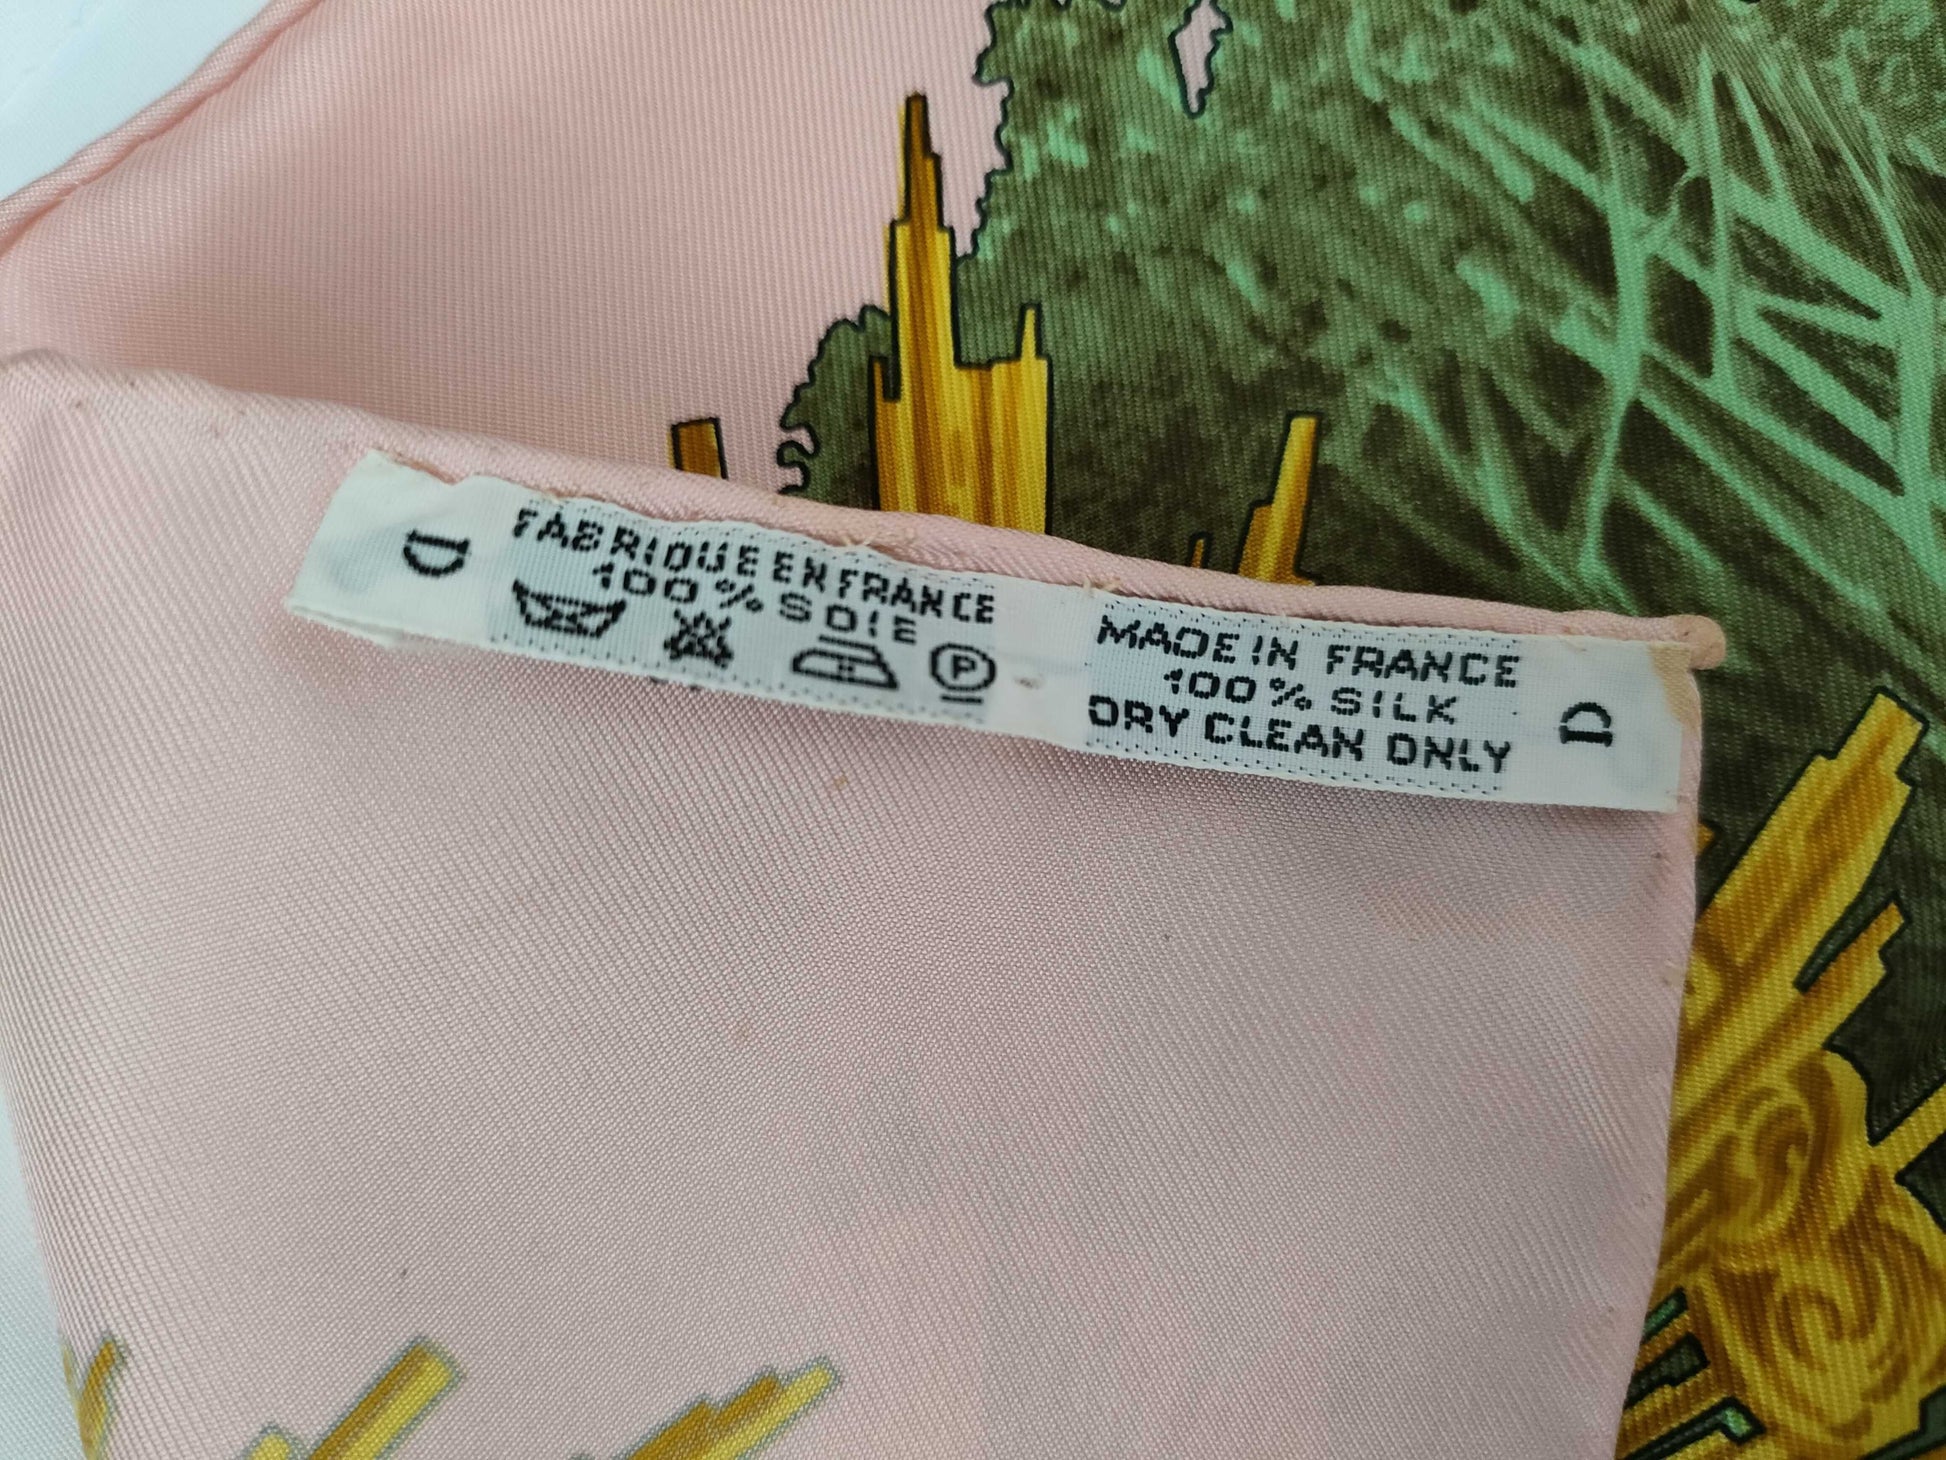 D
FABRIQUE EN FRANCE
100% SOIE
P
MADE IN FRANCE
100% SILK
DRY CLEAN ONLY
D